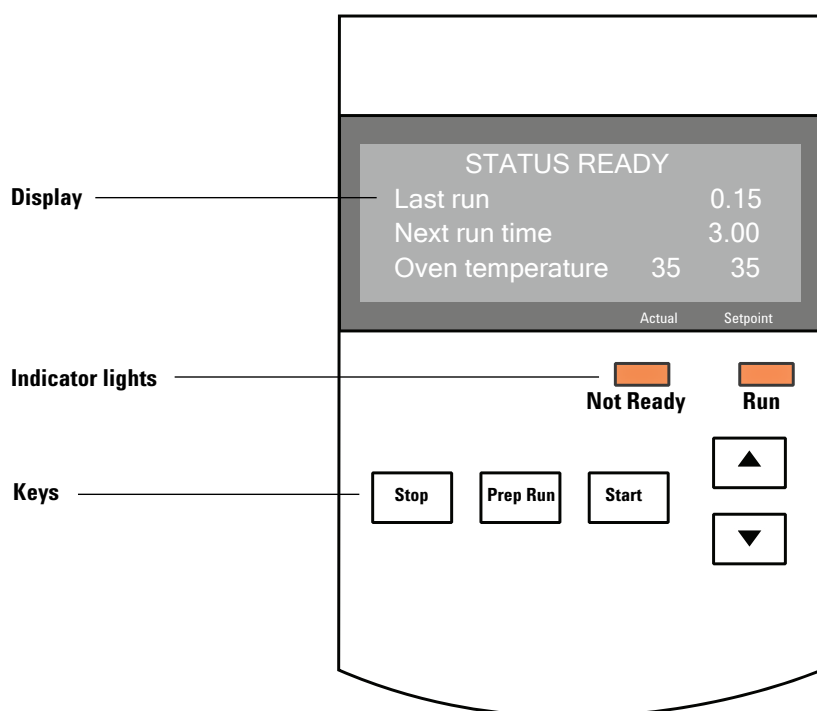 STATUS READY
Display
Last run 0.15
Next run time 3.00
Oven temperature 35 35
Actual Setpoint
Indicator lights
Not Ready Run
Keys
Stop Prep Run Start